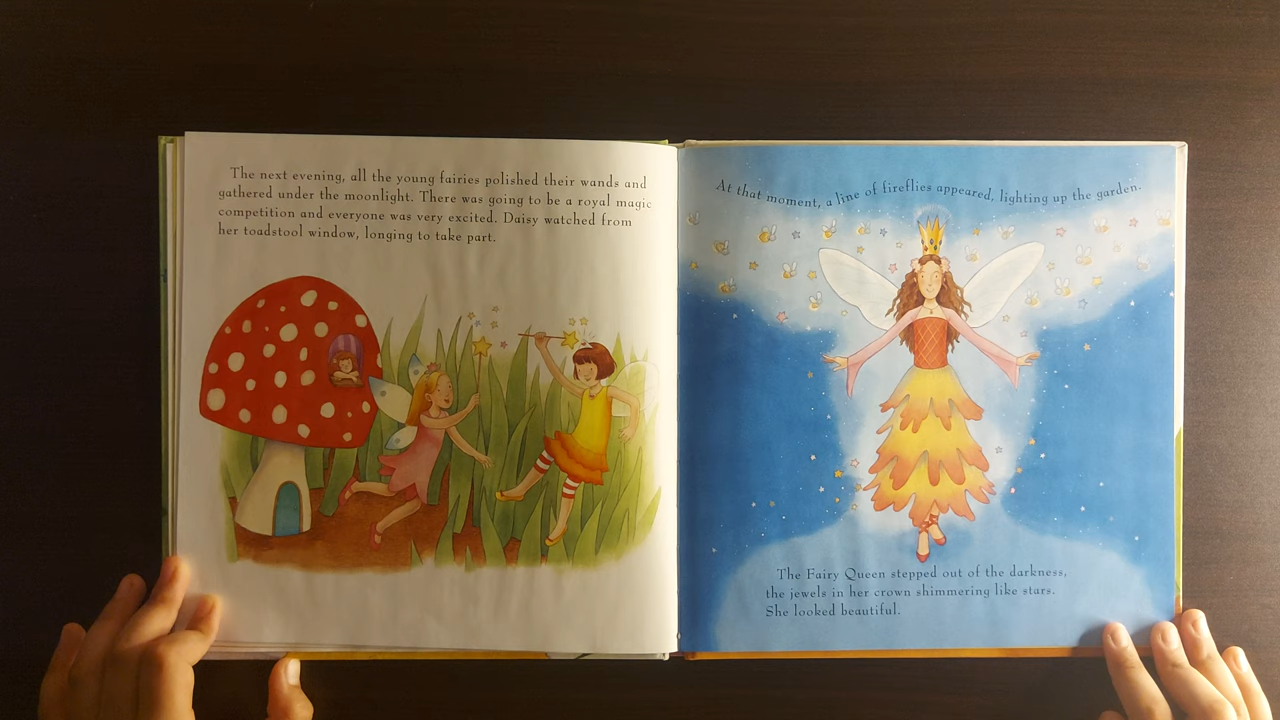 The next evening, all the young fairies polished their wands and
gathered under the moonlight. There was going to be a royal magic
competition and everyone was very excited. Daisy watched from
her toadstool window, longing to take part.
At that moment, a line of fireflies appeared, lighting up the garden.
The Fairy Queen stepped out of the darkness,
the jewels in her crown shimmering like stars.
She looked beautiful.